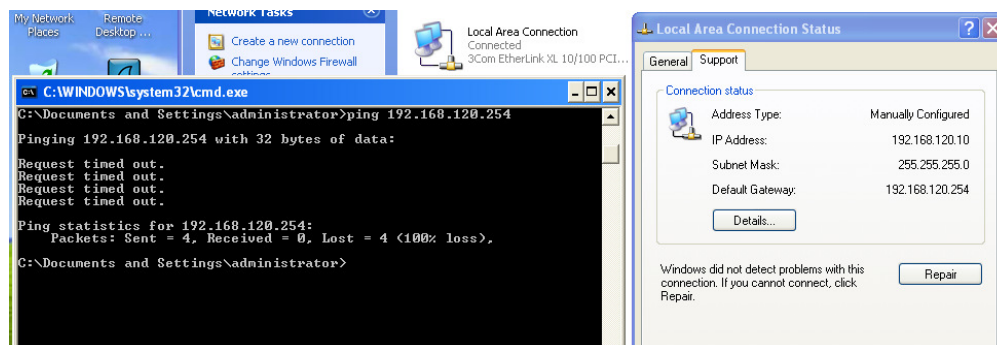 My Network
Places
Remote
Desktop ...
Network Tasks
Create a new connection
Change Windows Firewall
settings
Local Area Connection
Connected
3Com EtherLink XL 10/100 PCI...
C:\WINDOWS\system32\cmd.exe
C:\Documents and Settings\administrator>ping 192.168.120.254
Pinging 192.168.120.254 with 32 bytes of data:
Request timed out.
Request timed out.
Request timed out.
Request timed out.
Ping statistics for 192.168.120.254:
Packets: Sent = 4, Received = 0, Lost = 4 (100% loss),
C:\Documents and Settings\administrator>
Local Area Connection Status
General Support
Connection status
Address Type: Manually Configured
IP Address: 192.168.120.10
Subnet Mask: 255.255.255.0
Default Gateway: 192.168.120.254
Details...
Windows did not detect problems with this
connection. If you cannot connect, click
Repair.
Repair